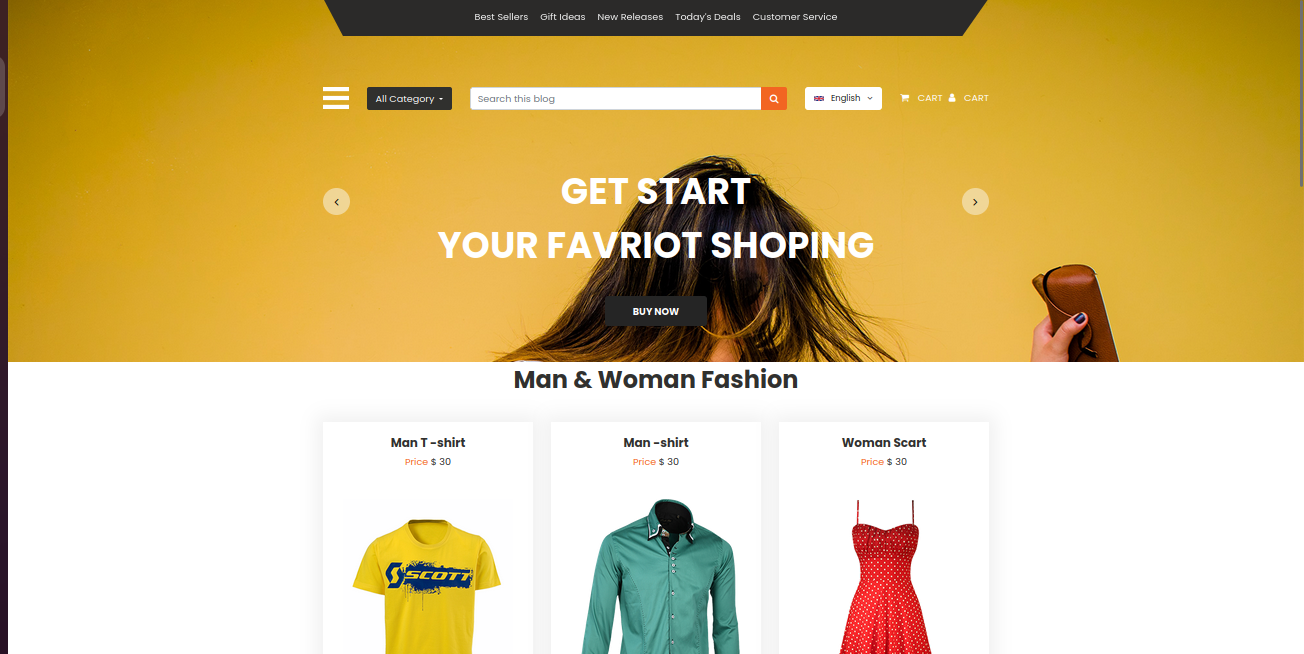 Best Sellers Gift Ideas New Releases Today's Deals Customer Service
All Category Search this blog English CART CART
GET START
YOUR FAVRIOT SHOPING
BUY NOW
Man & Woman Fashion
Man T -shirt Man -shirt Woman Scart
Price $ 30 Price $ 30 Price $ 30
SCOTT